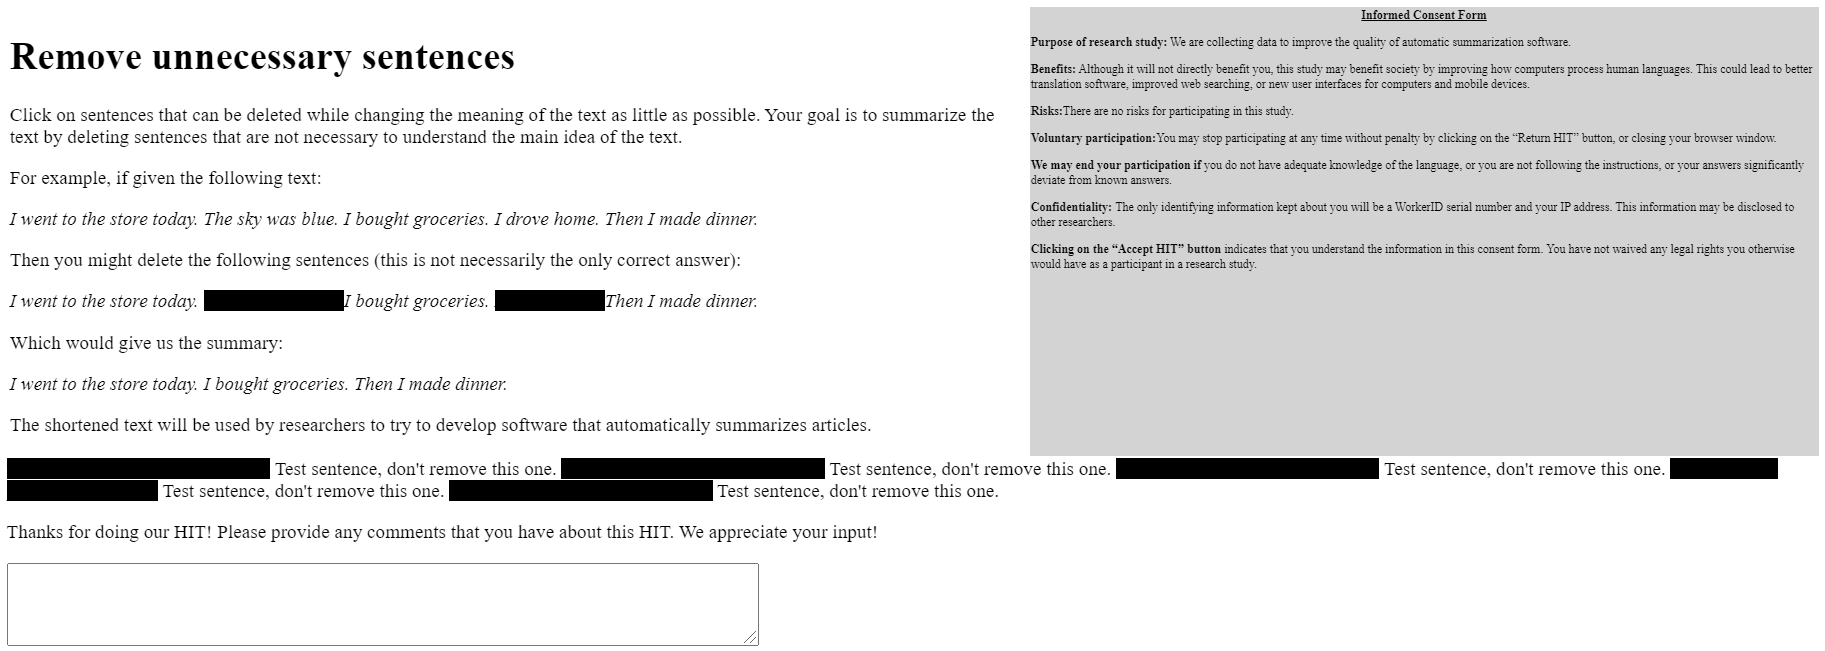 Remove unnecessary sentences
Click on sentences that can be deleted while changing the meaning of the text as little as possible. Your goal is to summarize the
text by deleting sentences that are not necessary to understand the main idea of the text.
For example, if given the following text:
I went to the store today. The sky was blue. I bought groceries. I drove home. Then I made dinner.
Then you might delete the following sentences (this is not necessarily the only correct answer):
I went to the store today. I bought groceries. Then I made dinner.
Which would give us the summary:
I went to the store today. I bought groceries. Then I made dinner.
The shortened text will be used by researchers to try to develop software that automatically summarizes articles.
Informed Consent Form
Purpose of research study: We are collecting data to improve the quality of automatic summarization software.
Benefits: Although it will not directly benefit you, this study may benefit society by improving how computers process human languages. This could lead to better
translation software, improved web searching, or new user interfaces for computers and mobile devices.
Risks:There are no risks for participating in this study.
Voluntary participation:You may stop participating at any time without penalty by clicking on the “Return HIT” button, or closing your browser window.
We may end your participation if you do not have adequate knowledge of the language, or you are not following the instructions, or your answers significantly
deviate from known answers.
Confidentiality: The only identifying information kept about you will be a WorkerID serial number and your IP address. This information may be disclosed to
other researchers.
Clicking on the “Accept HIT” button indicates that you understand the information in this consent form. You have not waived any legal rights you otherwise
would have as a participant in a research study.
Test sentence, don't remove this one. Test sentence, don't remove this one. Test sentence, don't remove this one.
Test sentence, don't remove this one. Test sentence, don't remove this one.
Thanks for doing our HIT! Please provide any comments that you have about this HIT. We appreciate your input!